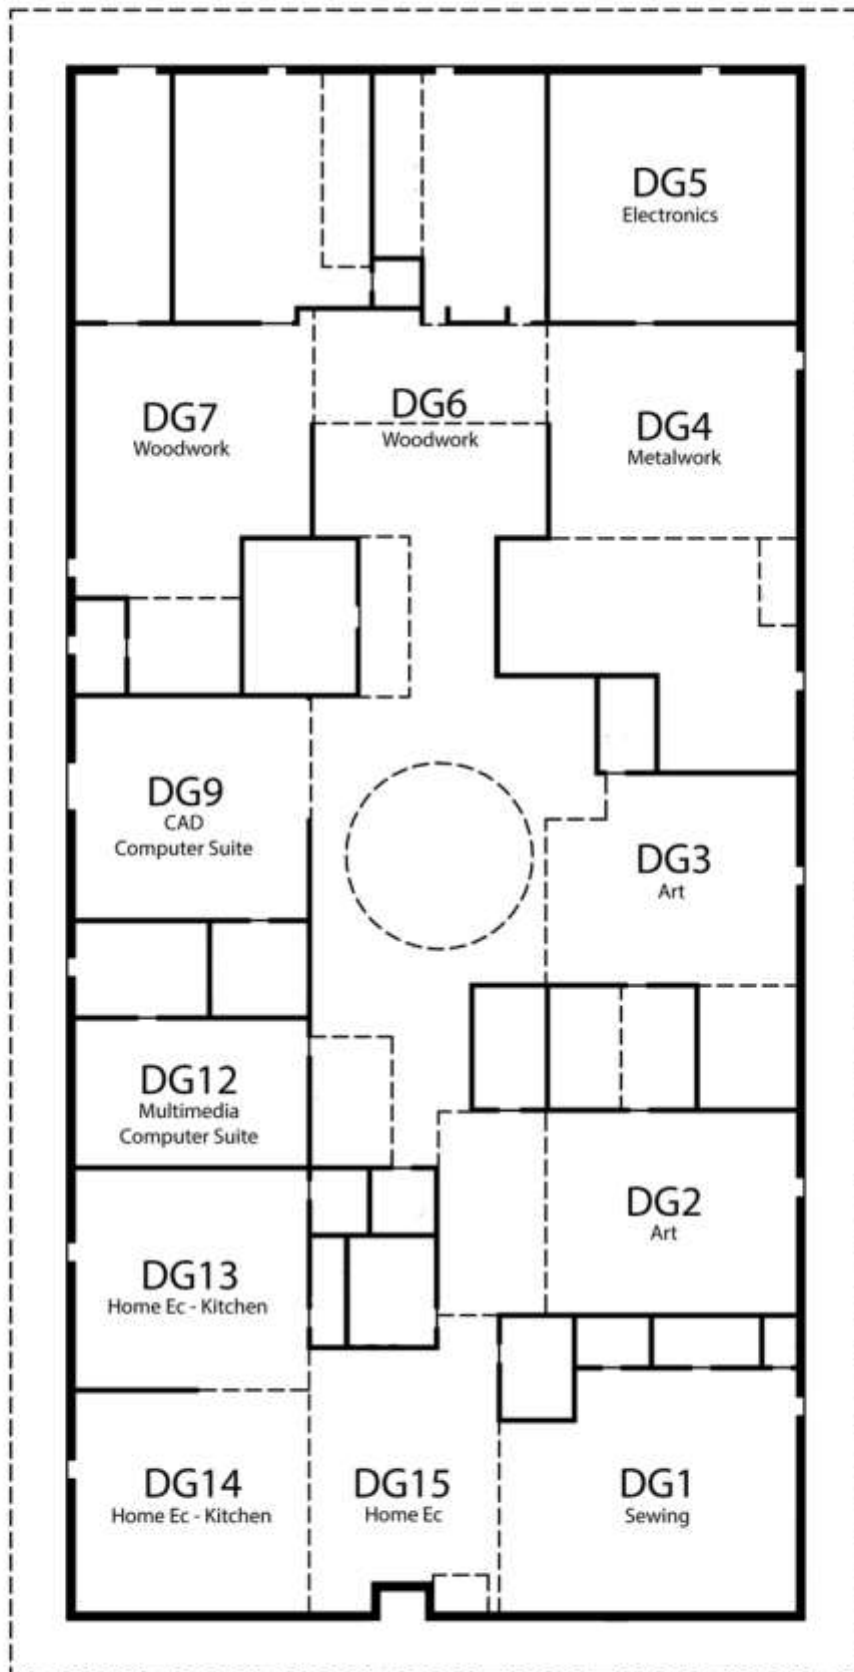 DG5
Electronics
DG7
Woodwork
DG6
Woodwork
DG4
Metalwork
DG9
CAD
Computer Suite
DG3
Art
DG12
Multimedia
Computer Suite
DG2
Art
DG13
Home Ec - Kitchen
DG14
Home Ec - Kitchen
DG15
Home Ec
DG1
Sewing